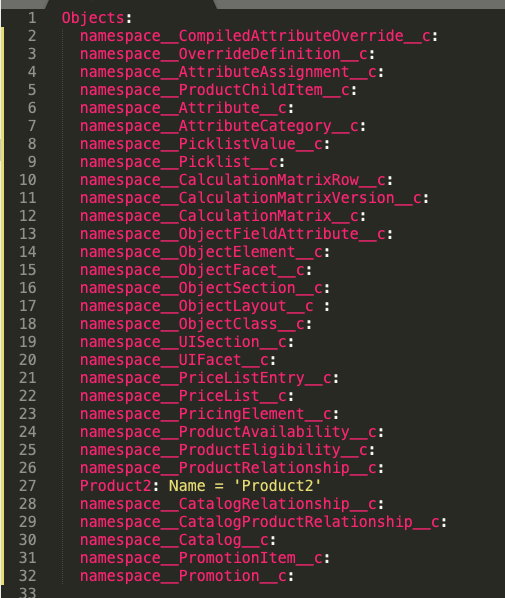 1 Objects:
2 namespace__CompiledAttributeOverride__c:
3 namespace__OverrideDefinition__c:
4 namespace__AttributeAssignment__c:
5 namespace__ProductChildItem__c:
6 namespace__Attribute__c:
7 namespace__AttributeCategory__c:
8 namespace__PicklistValue__c:
9 namespace__Picklist__c:
10 namespace__CalculationMatrixRow__c:
11 namespace__CalculationMatrixVersion__c:
12 namespace__CalculationMatrix__c:
13 namespace__ObjectFieldAttribute__c:
14 namespace__ObjectElement__c:
15 namespace__ObjectFacet__c:
16 namespace__ObjectSection__c:
17 namespace__ObjectLayout__c :
18 namespace__ObjectClass__c:
19 namespace__UISection__c:
20 namespace__UIFacet__c:
21 namespace__PriceListEntry__c:
22 namespace__PriceList__c:
23 namespace__PricingElement__c:
24 namespace__ProductAvailability__c:
25 namespace__ProductEligibility__c:
26 namespace__ProductRelationship__c:
27 Product2: Name = 'Product2'
28 namespace__CatalogRelationship__c:
29 namespace__CatalogProductRelationship__c:
30 namespace__Catalog__c:
31 namespace__PromotionItem__c:
32 namespace__Promotion__c:
33